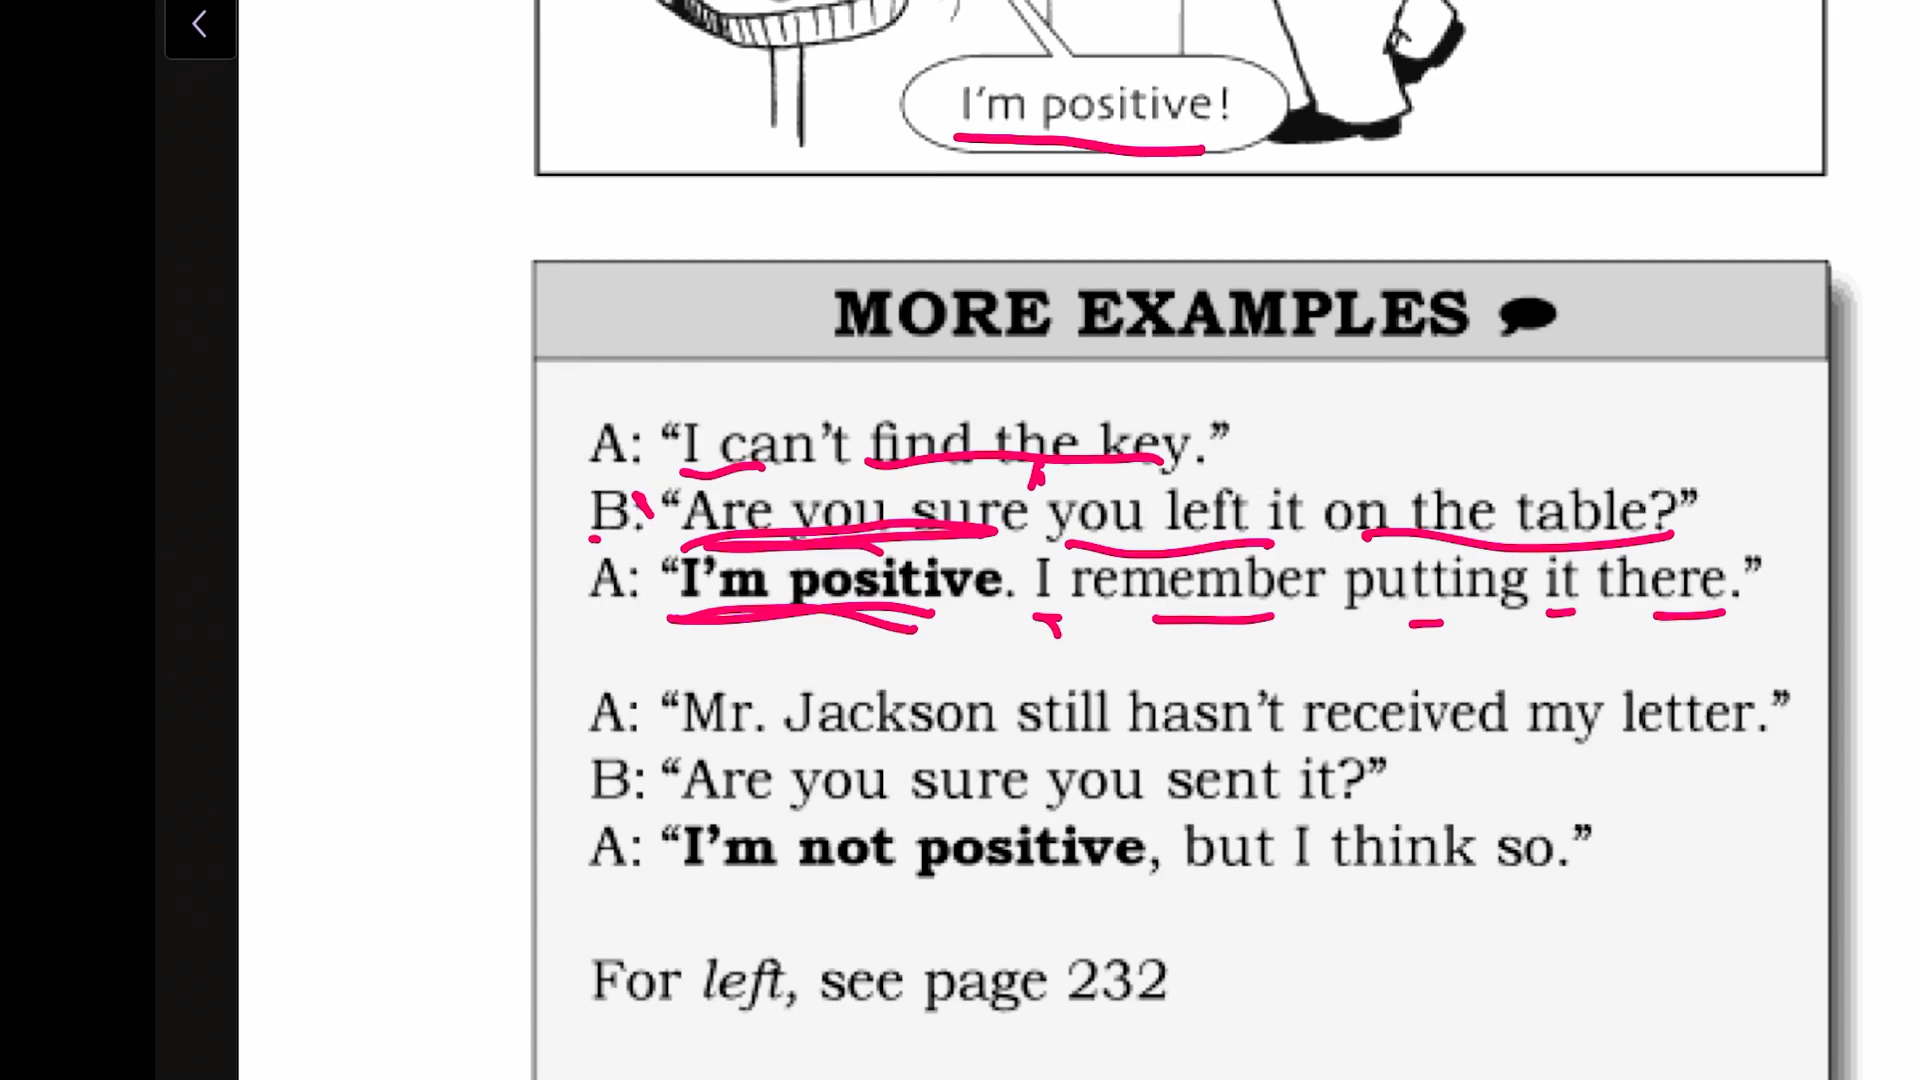 I'm positive!
MORE EXAMPLES
A: “I can’t find the key.”
B: “Are you sure you left it on the table?”
A: “I’m positive. I remember putting it there.”
A: “Mr. Jackson still hasn’t received my letter.”
B: “Are you sure you sent it?”
A: “I’m not positive, but I think so.”
For left, see page 232